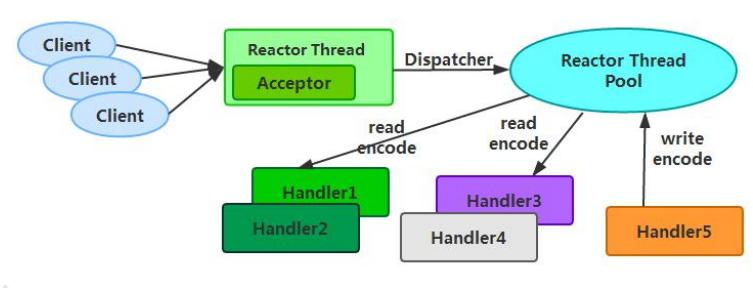 Client
Client
Client
Reactor Thread
Acceptor
Dispatcher
Reactor Thread
Pool
read
encode
read
encode
write
encode
Handler1
Handler2
Handler3
Handler4
Handler5